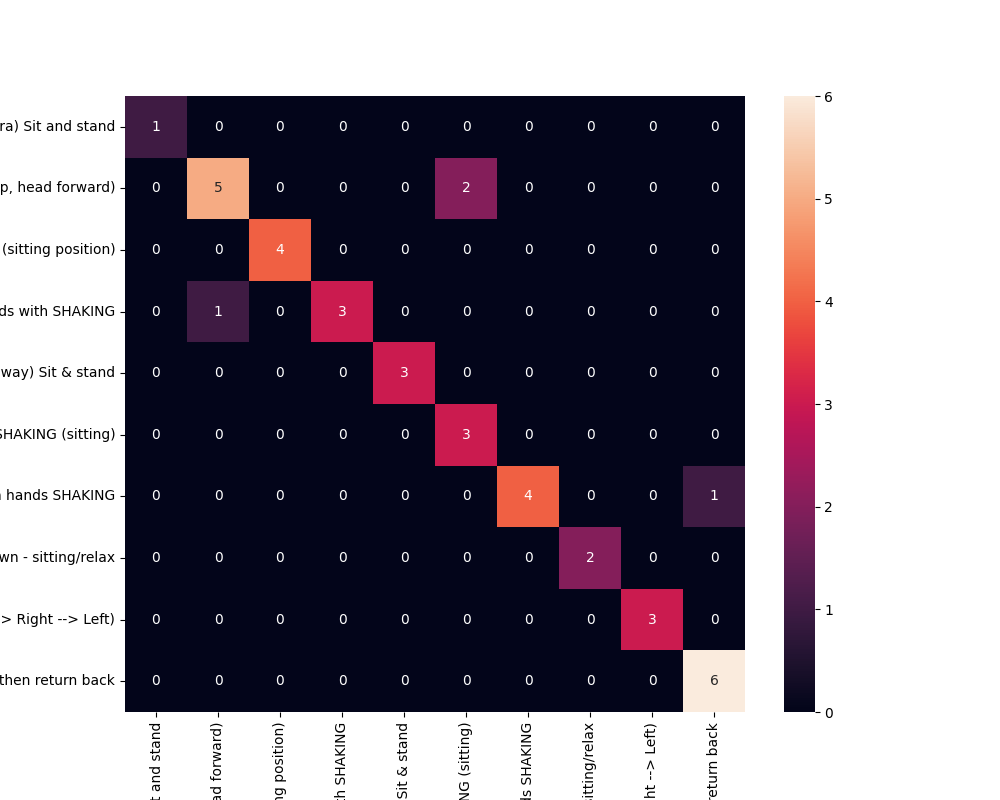 ra) Sit and stand 1 0 0 0 0 0 0 0 0 0
p, head forward) 0 5 0 0 0 2 0 0 0 0
(sitting position) 0 0 4 0 0 0 0 0 0 0
ds with SHAKING 0 1 0 3 0 0 0 0 0 0
way) Sit & stand 0 0 0 0 3 0 0 0 0 0
SHAKING (sitting) 0 0 0 0 0 3 0 0 0 0
hands SHAKING 0 0 0 0 0 0 4 0 0 1
wn - sitting/relax 0 0 0 0 0 0 0 2 0 0
> Right --> Left) 0 0 0 0 0 0 0 0 3 0
then return back 0 0 0 0 0 0 0 0 0 6
t and stand
ad forward)
ng position)
th SHAKING
Sit & stand
NG (sitting)
ds SHAKING
sitting/relax
ht --> Left)
return back
6
5
4
3
2
1
0